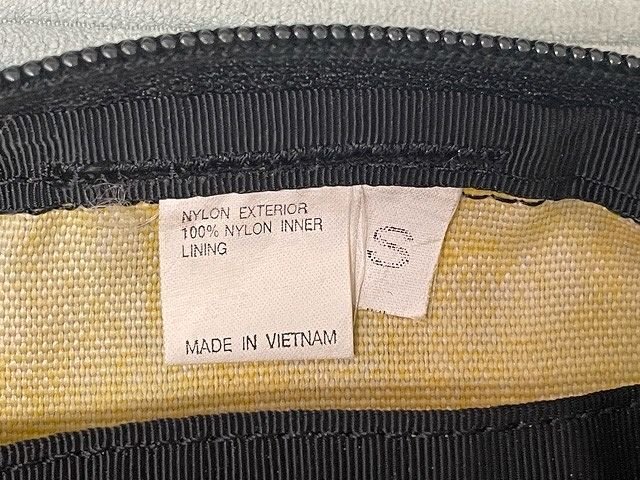 NYLON EXTERIOR
100% NYLON INNER
LINING
MADE IN VIETNAM
S